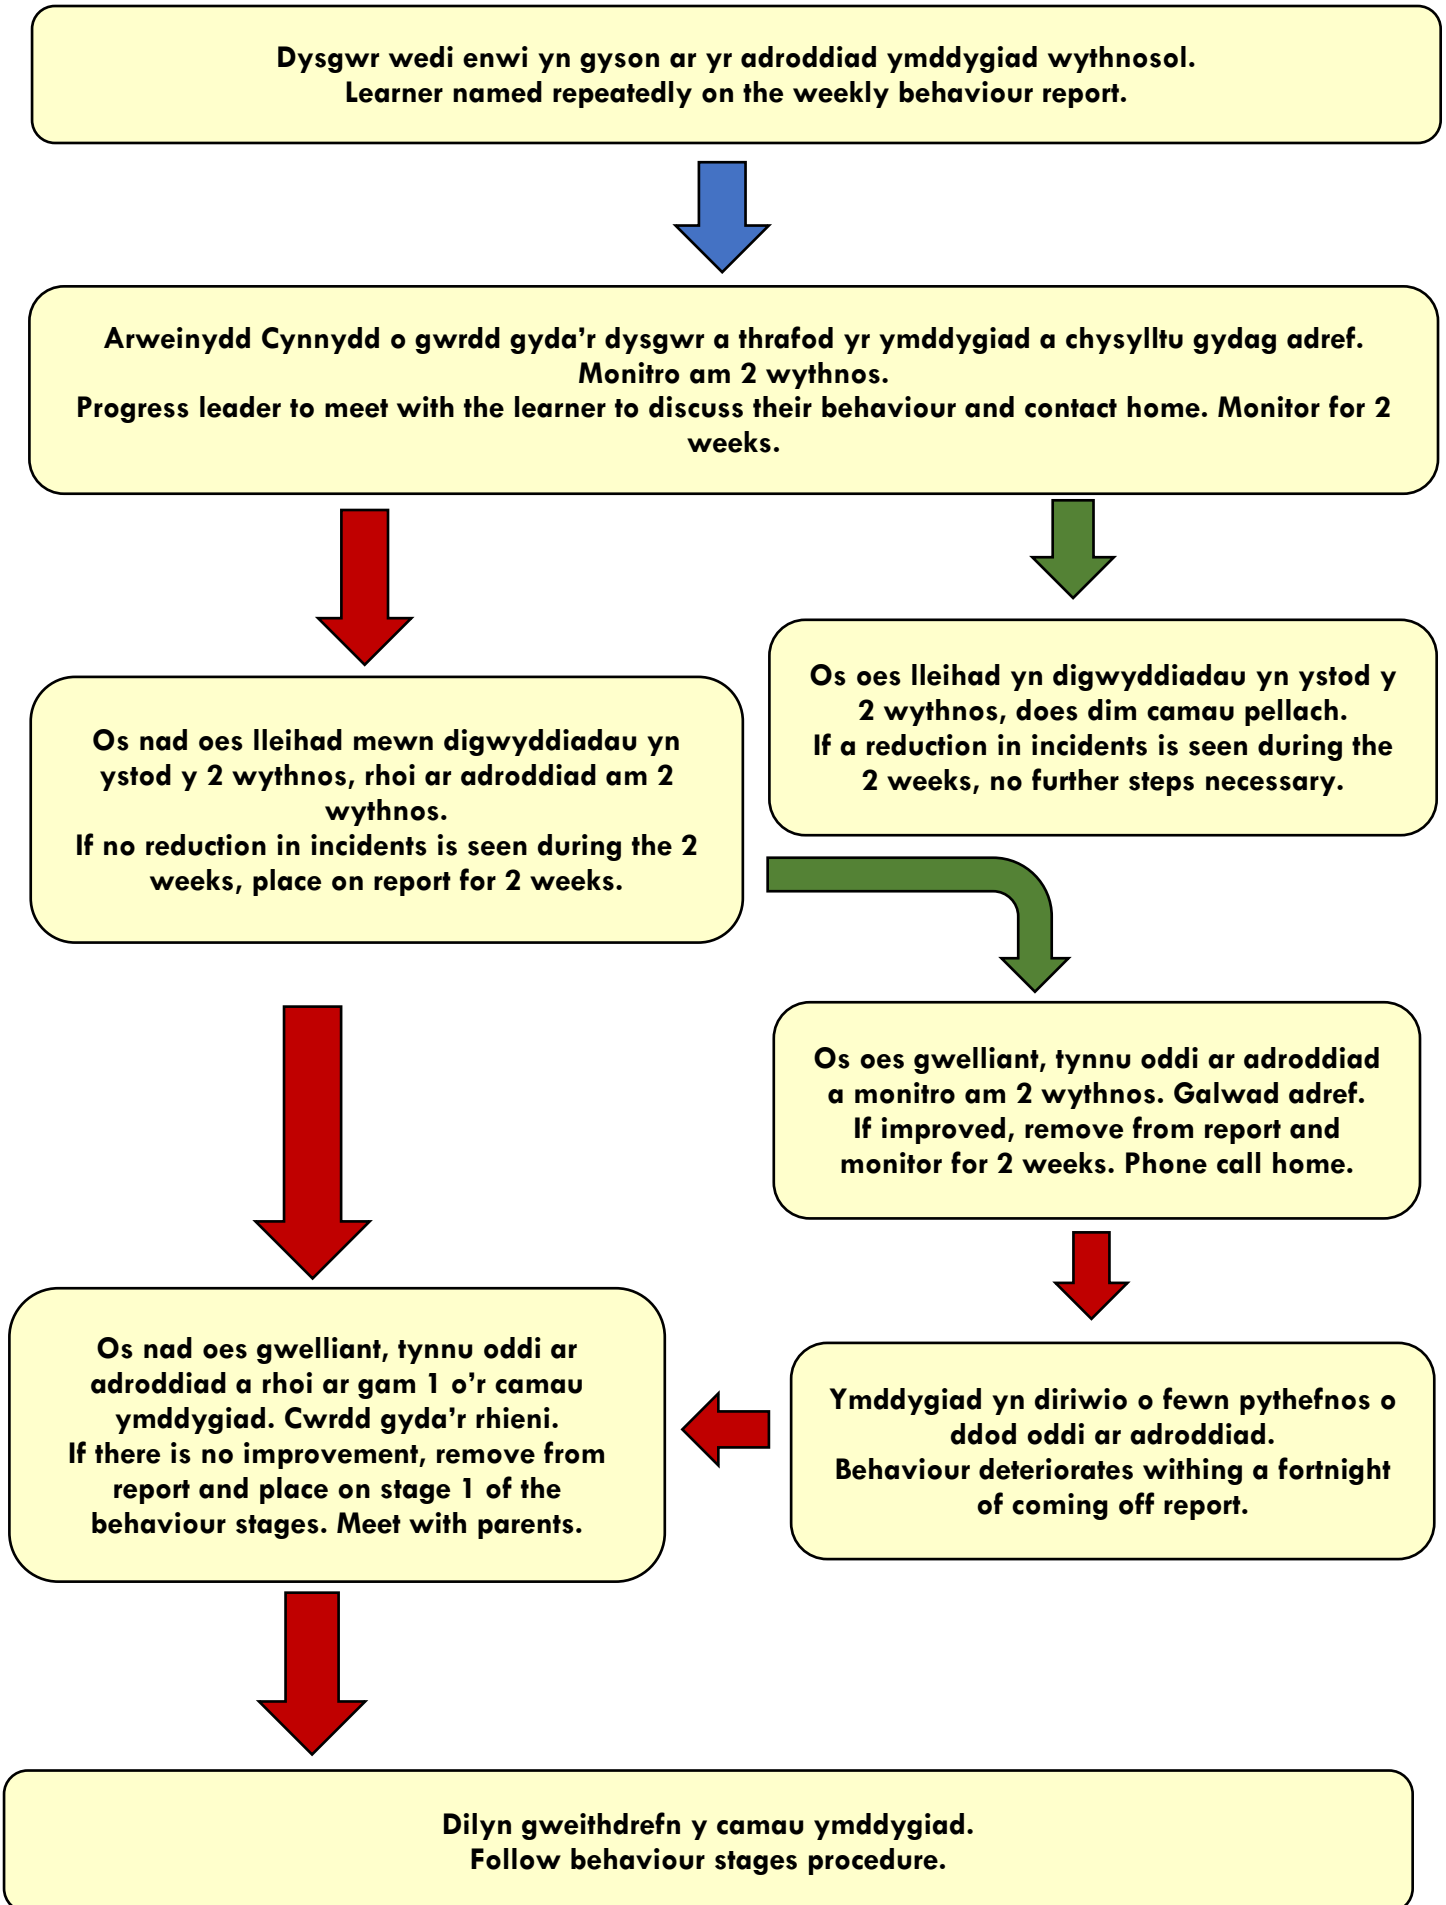 Dysgwr wedi enwi yn gyson ar yr adroddiad ymddygiad wythnosol.
Learner named repeatedly on the weekly behaviour report.
Arweinydd Cynnydd o gwrdd gyda'r dysgwr a thrafod yr ymddygiad a chysylltu gydag adref.
Monitro am 2 wythnos.
Progress leader to meet with the learner to discuss their behaviour and contact home. Monitor for 2
weeks.
Os oes lleihad yn digwyddiadau yn ystod y
2 wythnos, does dim camau pellach.
If a reduction in incidents is seen during the
2 weeks, no further steps necessary.
Os nad oes lleihad mewn digwyddiadau yn
ystod y 2 wythnos, rhoi ar adroddiad am 2
wythnos.
If no reduction in incidents is seen during the 2
weeks, place on report for 2 weeks.
Os oes gwelliant, tynnu oddi ar adroddiad
a monitro am 2 wythnos. Galwad adref.
If improved, remove from report and
monitor for 2 weeks. Phone call home.
Os nad oes gwelliant, tynnu oddi ar
adroddiad a rhoi ar gam 1 o'r camau
ymddygiad. Cwrdd gyda'r rhieni.
If there is no improvement, remove from
report and place on stage 1 of the
behaviour stages. Meet with parents.
Ymddygiad yn diriwio o fewn pythefnos o
ddod oddi ar adroddiad.
Behaviour deteriorates withing a fortnight
of coming off report.
Dilyn gweithdrefn y camau ymddygiad.
Follow behaviour stages procedure.